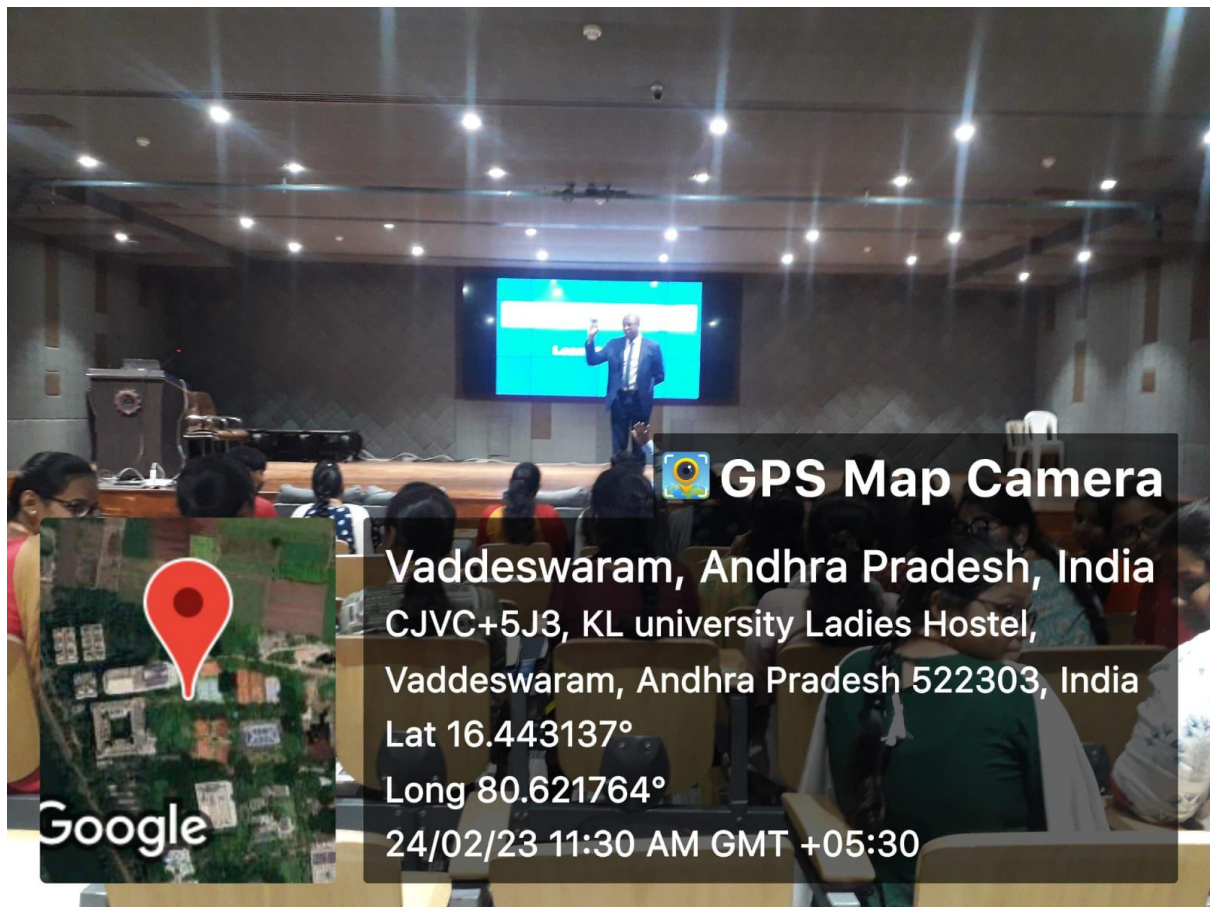 GPS Map Camera
Vaddeswaram, Andhra Pradesh, India
CJVC+5J3, KL university Ladies Hostel,
Vaddeswaram, Andhra Pradesh 522303, India
Lat 16.443137°
Long 80.621764°
24/02/23 11:30 AM GMT +05:30
Google